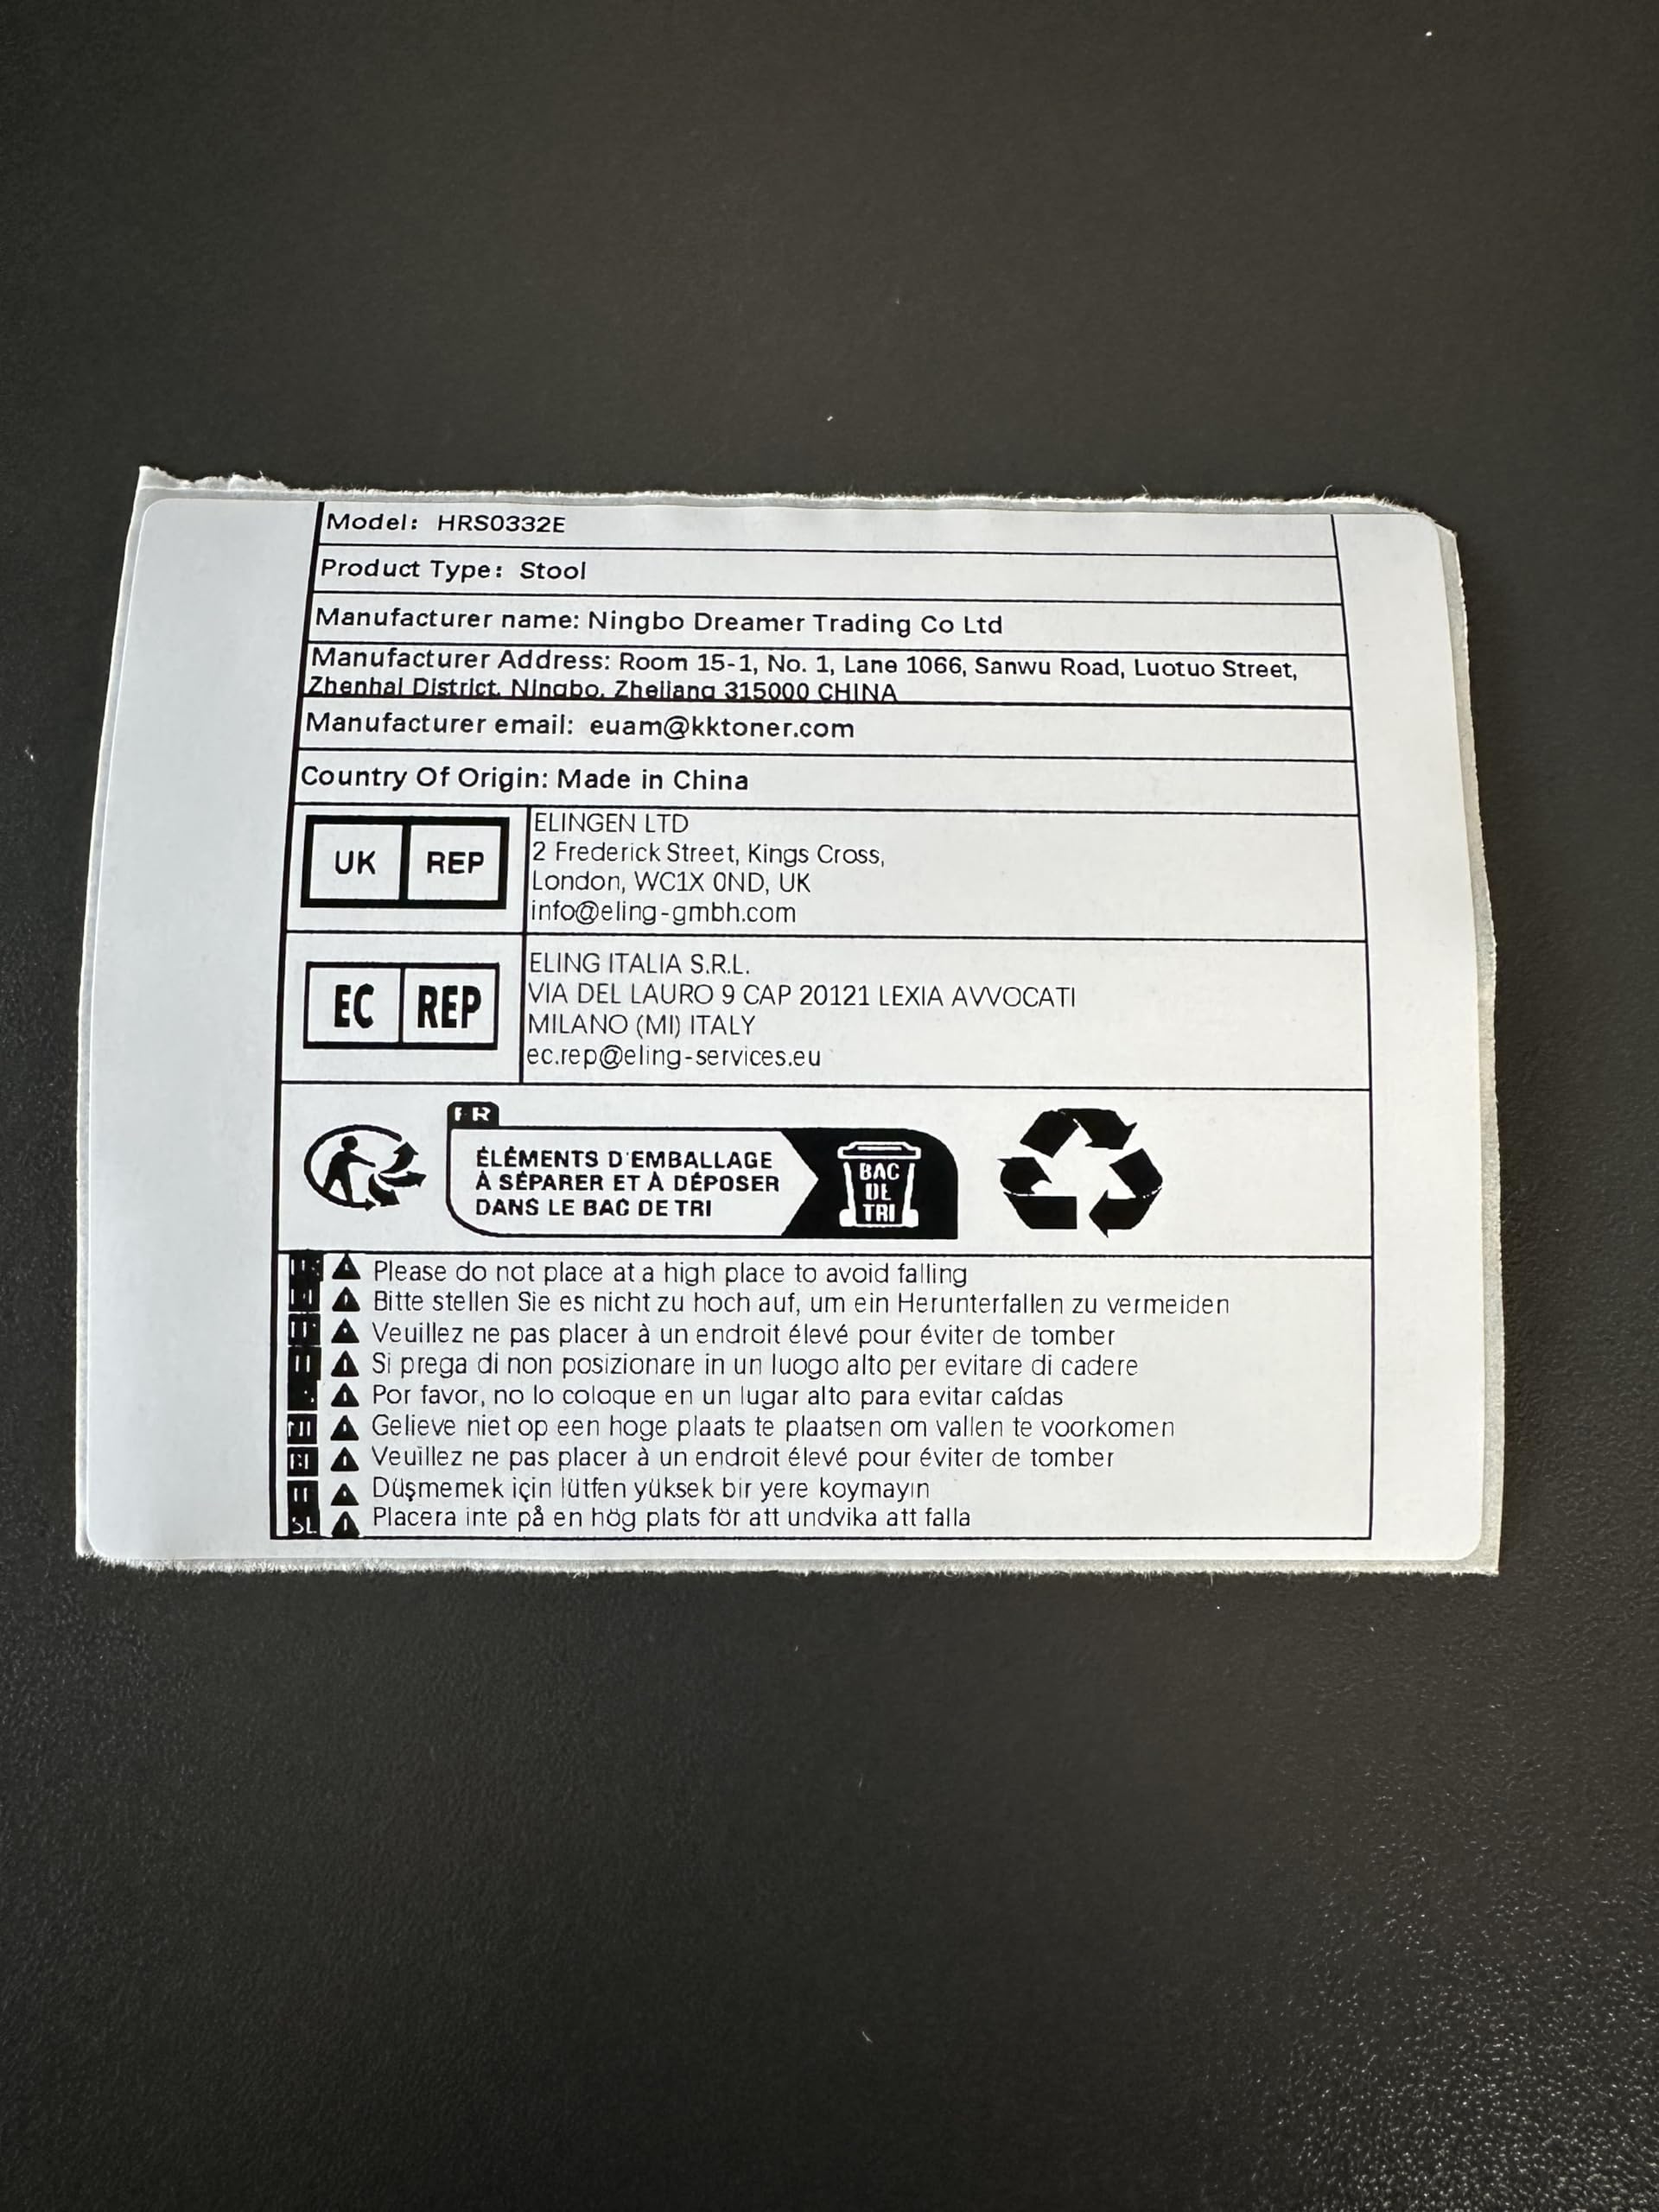 Model: HRS0332E
Product Type: Stool
Manufacturer name: Ningbo Dreamer Trading Co Ltd
Manufacturer Address: Room 15-1, No. 1, Lane 1066, Sanwu Road, Luotuo Street,
Zhenhai District, Ningbo, Zhejiang 315000 CHINA
Manufacturer email: euam@kktoner.com
Country Of Origin: Made in China
UK REP
ELINGEN LTD
2 Frederick Street, Kings Cross,
London, WC1X 0ND, UK
info@eling-gmbh.com
EC REP
ELING ITALIA S.R.L.
VIA DEL LAURO 9 CAP 20121 LEXIA AVVOCATI
MILANO (MI) ITALY
ec.rep@eling-services.eu
FR
ÉLÉMENTS D'EMBALLAGE
À SÉPARER ET À DÉPOSER
DANS LE BAC DE TRI
BAC
DE
TRI
Please do not place at a high place to avoid falling
Bitte stellen Sie es nicht zu hoch auf, um ein Herunterfallen zu vermeiden
Veuillez ne pas placer à un endroit élevé pour éviter de tomber
Si prega di non posizionare in un luogo alto per evitare di cadere
Por favor, no lo coloque en un lugar alto para evitar caídas
Gelieve niet op een hoge plaats te plaatsen om vallen te voorkomen
Veuillez ne pas placer à un endroit élevé pour éviter de tomber
Düşmemek için lütfen yüksek bir yere koymayın
Placera inte på en hög plats för att undvika att falla